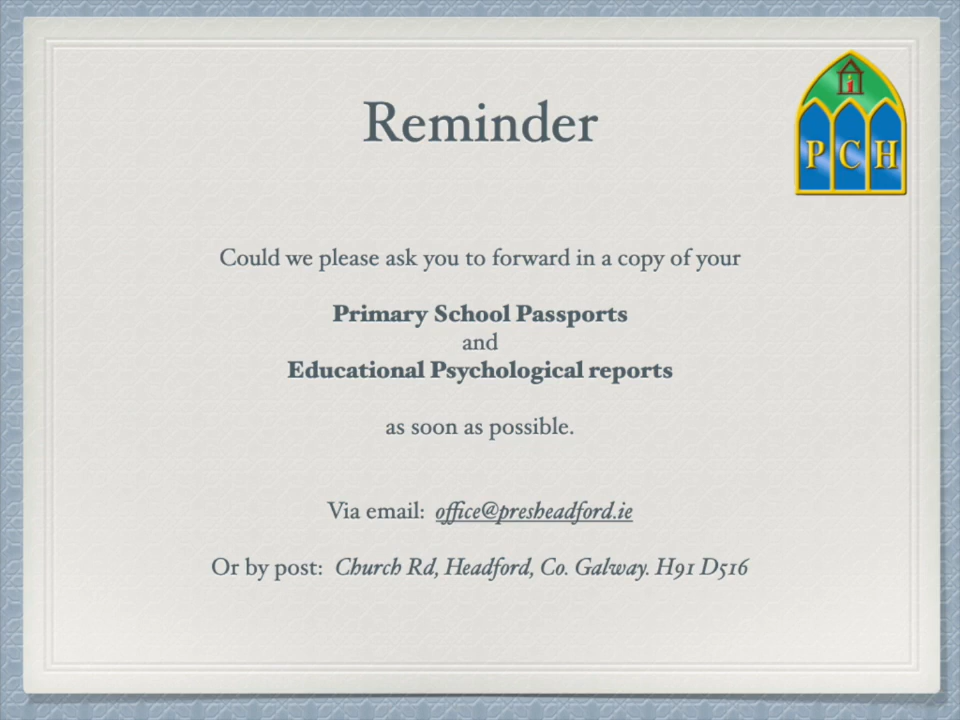 Reminder
P C H
Could we please ask you to forward in a copy of your
Primary School Passports
and
Educational Psychological reports
as soon as possible.
Via email: office@presheadford.ie
Or by post: Church Rd, Headford, Co. Galway. H91 D516